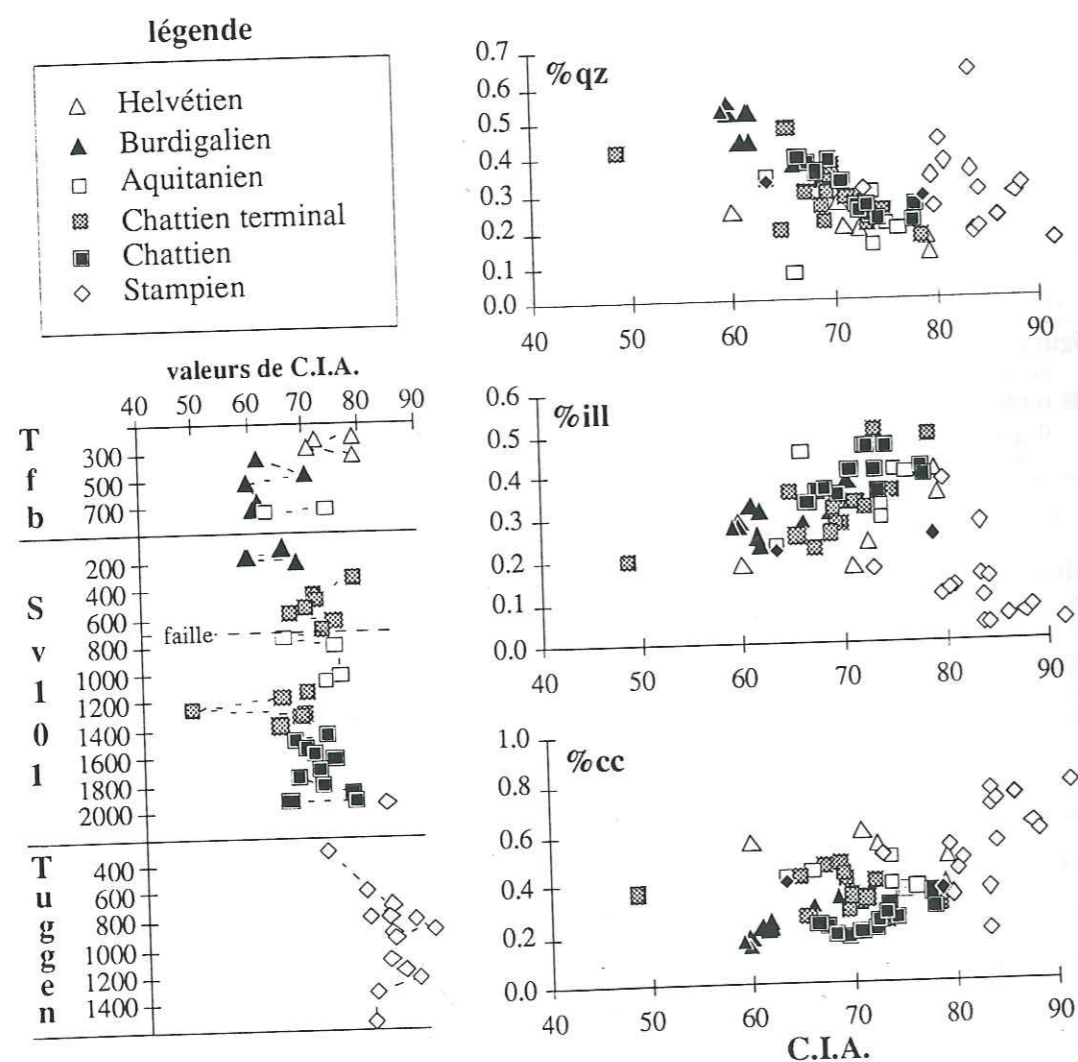 légende
Helvétien
Burdigalien
Aquitanien
Chattien terminal
Chattien
Stampien
valeurs de C.I.A.
40 50 60 70 80 90
T f b
300
500
700
S v 1 0 1
200
400
600
faille
800
1000
1200
1400
1600
1800
2000
T u g g e n
400
600
800
1000
1200
1400
%qz
0.7
0.6
0.5
0.4
0.3
0.2
0.1
0.0
40 50 60 70 80 90
%ill
0.6
0.5
0.4
0.3
0.2
0.1
0.0
40 50 60 70 80 90
%cc
1.0
0.8
0.6
0.4
0.2
0.0
40 50 60 70 80 90
C.I.A.